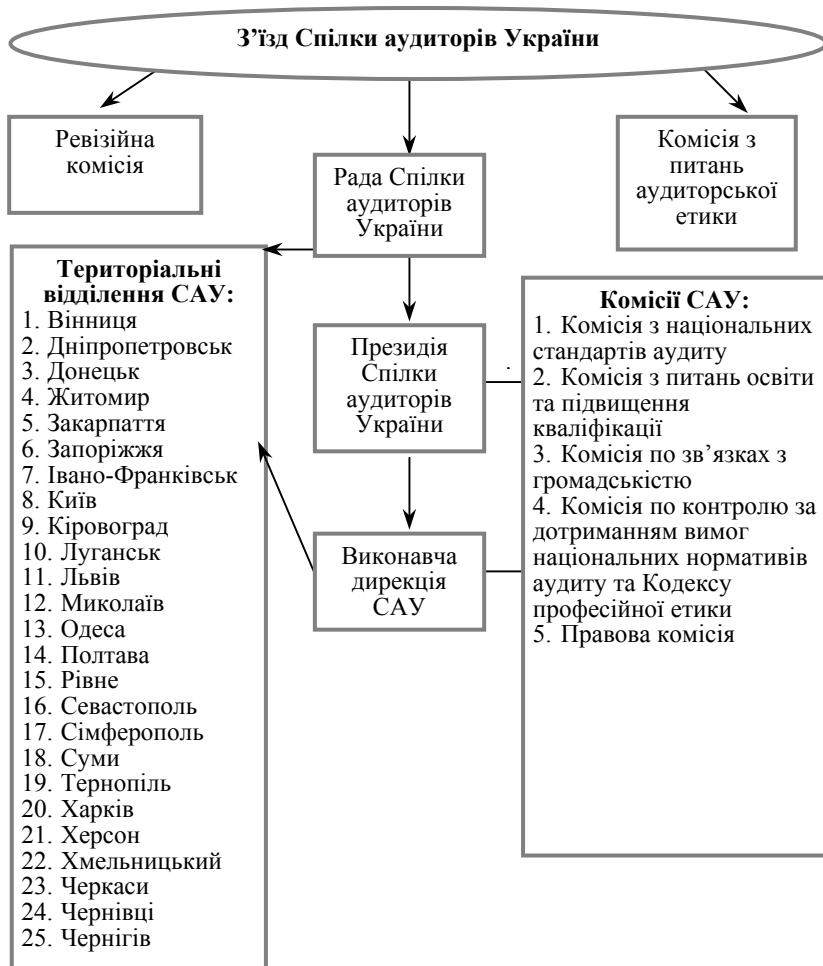 З’їзд Спілки аудиторів України
Ревізійна
комісія
Рада Спілки
аудиторів
України
Комісія з
питань
аудиторської
етики
Територіальні
відділення САУ:
1. Вінниця
2. Дніпропетровськ
3. Донецьк
4. Житомир
5. Закарпаття
6. Запоріжжя
7. Івано-Франківськ
8. Київ
9. Кіровоград
10. Луганськ
11. Львів
12. Миколаїв
13. Одеса
14. Полтава
15. Рівне
16. Севастополь
17. Сімферополь
18. Суми
19. Тернопіль
20. Харків
21. Херсон
22. Хмельницький
23. Черкаси
24. Чернівці
25. Чернігів
Президія
Спілки
аудиторів
України
Виконавча
дирекція
САУ
Комісії САУ:
1. Комісія з національних
стандартів аудиту
2. Комісія з питань освіти
та підвищення
кваліфікації
3. Комісія по зв’язках з
громадськістю
4. Комісія по контролю за
дотриманням вимог
національних нормативів
аудиту та Кодексу
професійної етики
5. Правова комісія